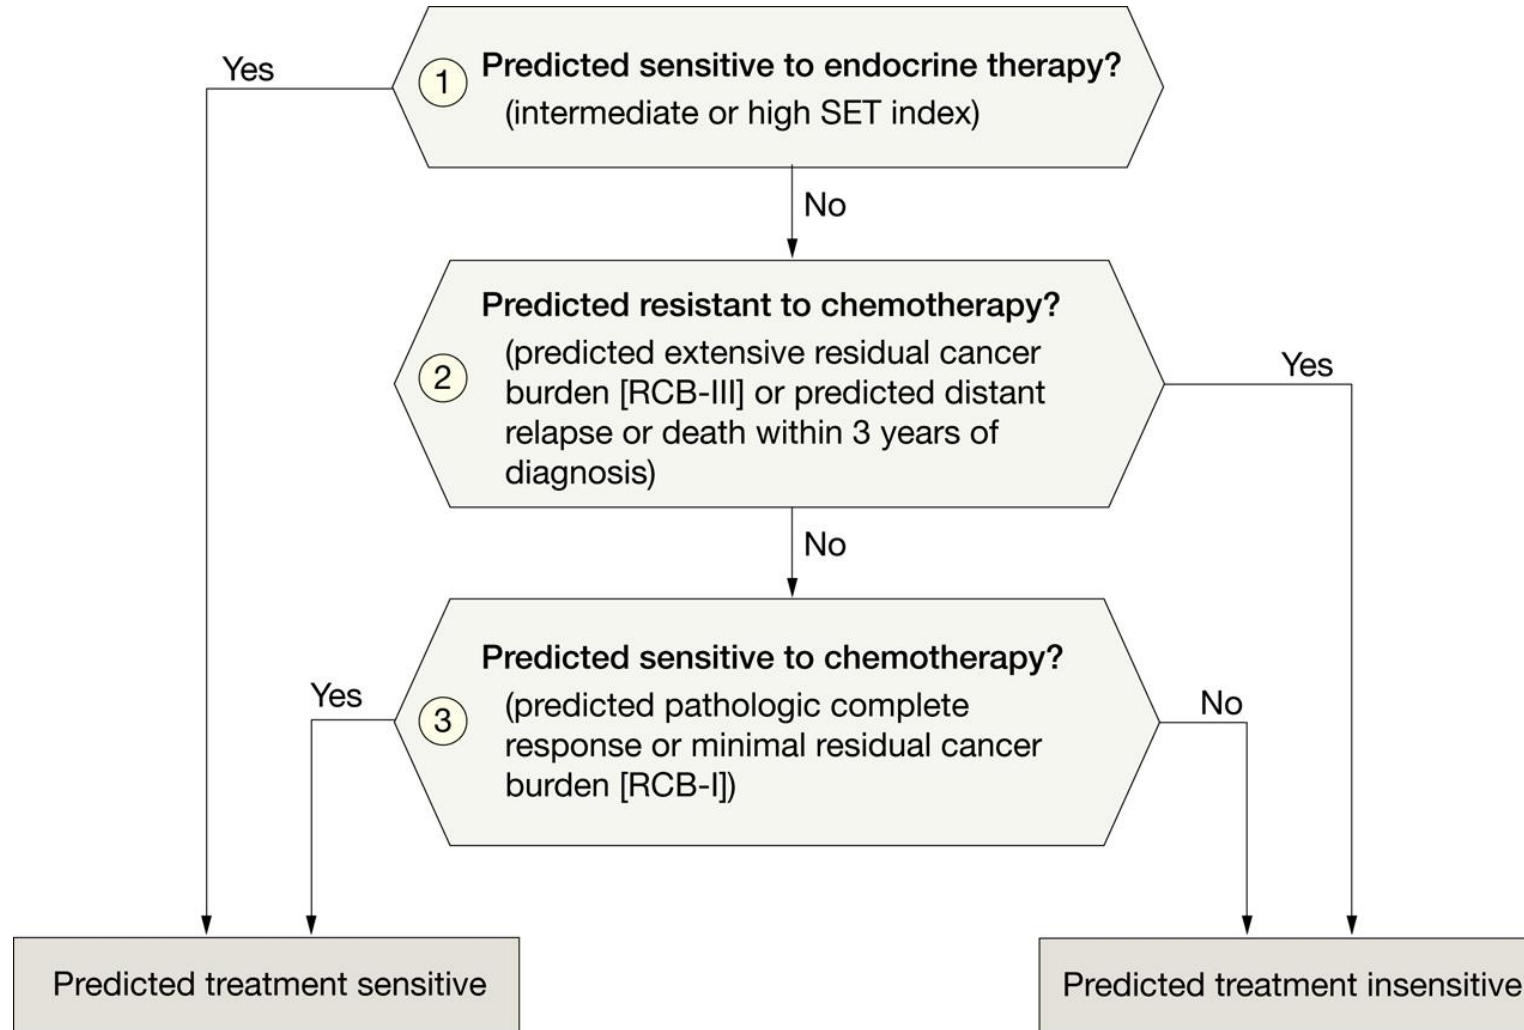 Yes
1
Predicted sensitive to endocrine therapy?
(intermediate or high SET index)
No
Predicted resistant to chemotherapy?
(predicted extensive residual cancer
2
burden [RCB-III] or predicted distant
relapse or death within 3 years of
diagnosis)
Yes
No
Predicted sensitive to chemotherapy?
Yes
3
(predicted pathologic complete
response or minimal residual cancer
burden [RCB-I])
No
Predicted treatment sensitive
Predicted treatment insensitive